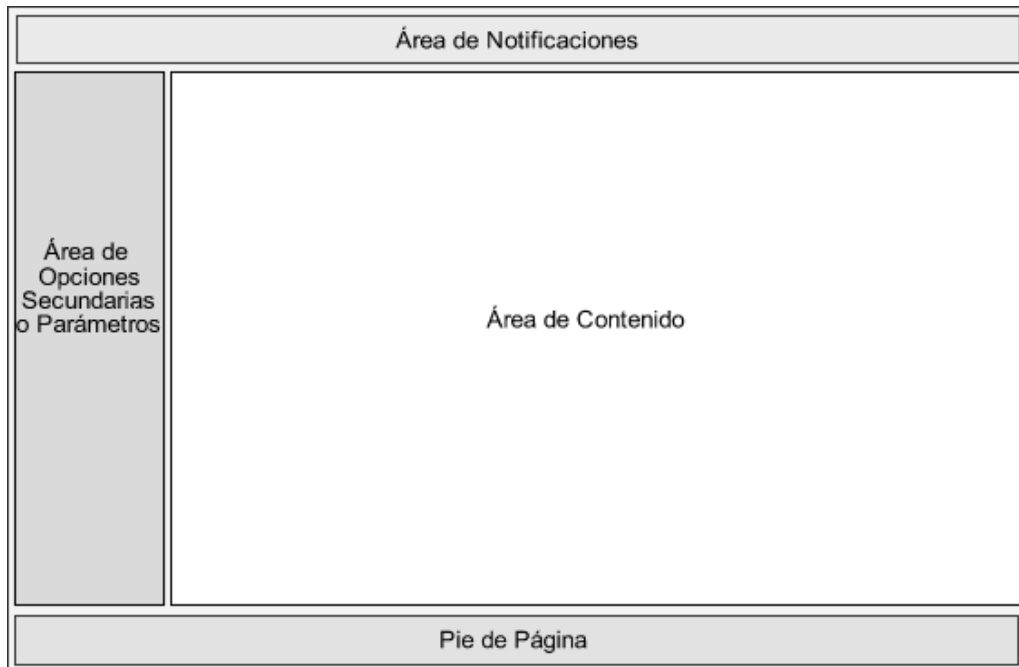 Área de Notificaciones
Área de
Opciones
Secundarias
o Parámetros
Área de Contenido
Pie de Página